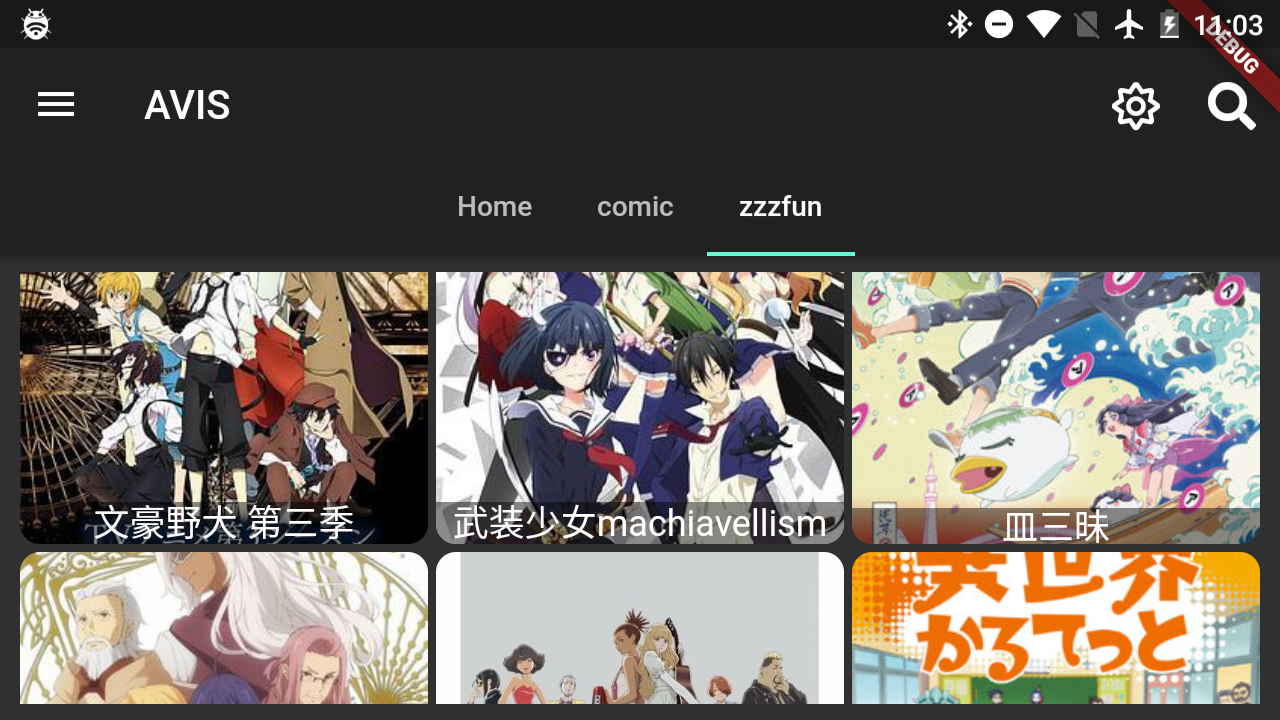 11:03
DEBUG
AVIS
Home comic zzzfun
文豪野犬 第三季
武装少女machiavellism
皿三昧
異世界
かるてっと